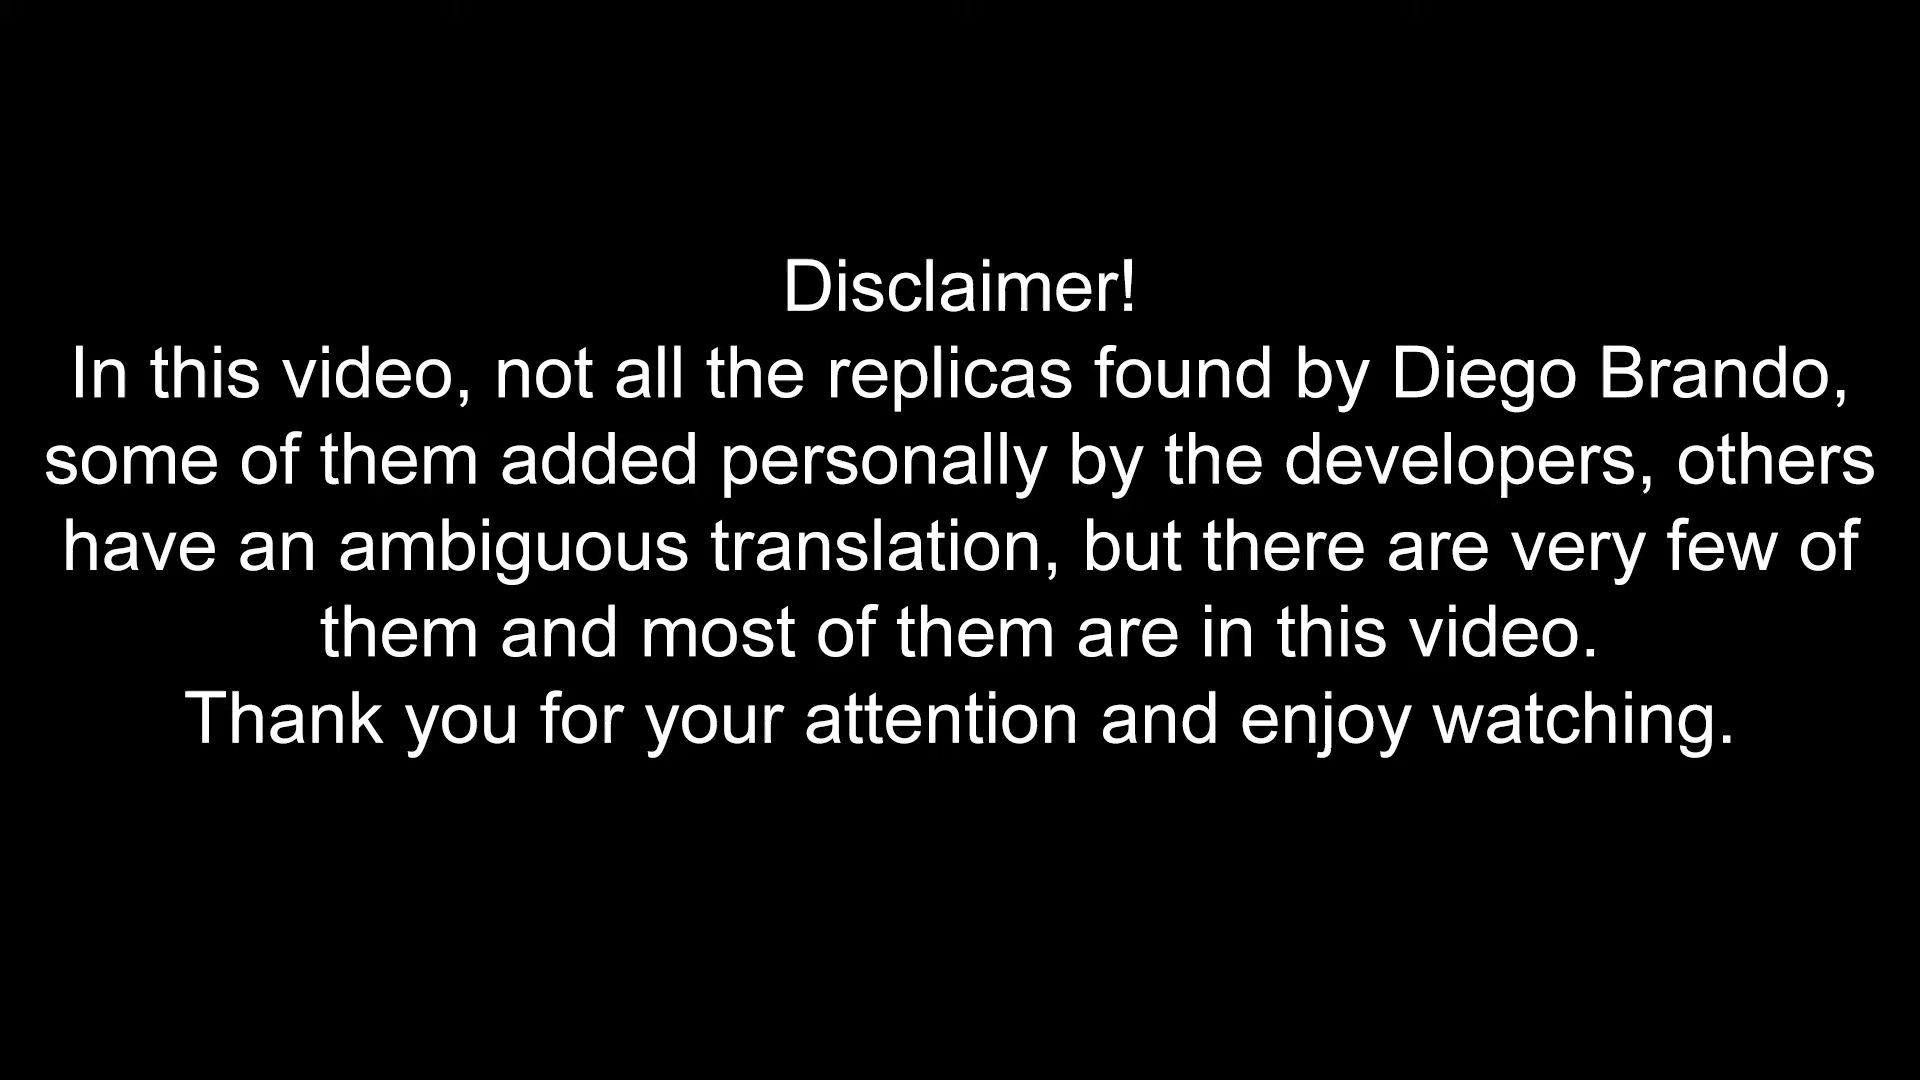 Disclaimer!
In this video, not all the replicas found by Diego Brando,
some of them added personally by the developers, others
have an ambiguous translation, but there are very few of
them and most of them are in this video.
Thank you for your attention and enjoy watching.